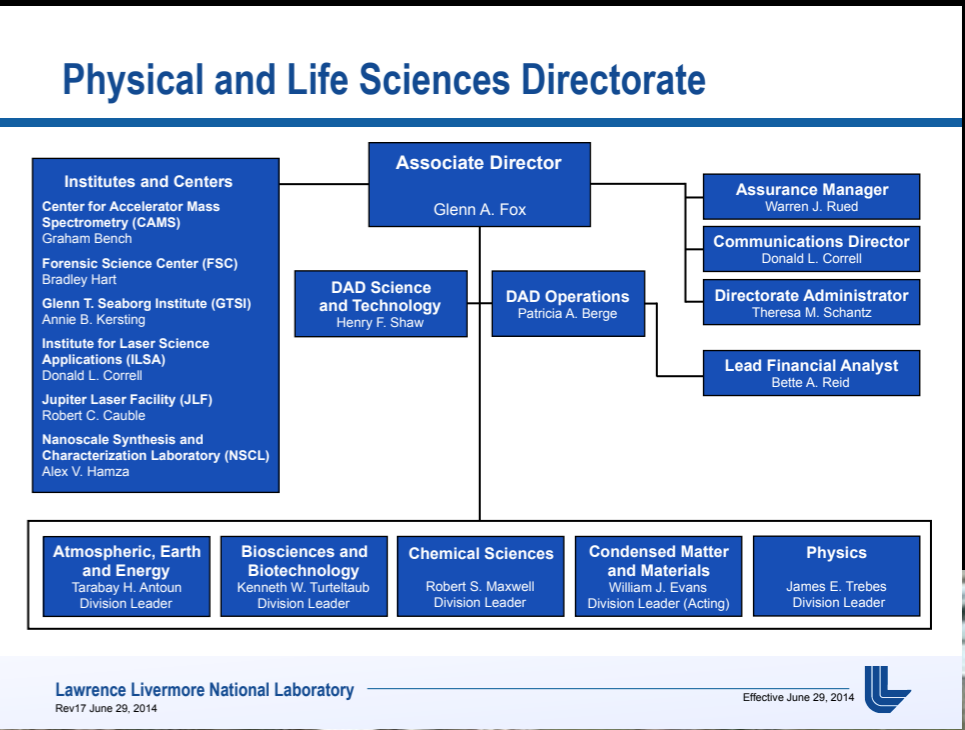 Physical and Life Sciences Directorate
Institutes and Centers
Center for Accelerator Mass
Spectrometry (CAMS)
Graham Bench
Forensic Science Center (FSC)
Bradley Hart
Glenn T. Seaborg Institute (GTSI)
Annie B. Kersting
Institute for Laser Science
Applications (ILSA)
Donald L. Correll
Jupiter Laser Facility (JLF)
Robert C. Cauble
Nanoscale Synthesis and
Characterization Laboratory (NSCL)
Alex V. Hamza
Associate Director
Glenn A. Fox
DAD Science
and Technology
Henry F. Shaw
DAD Operations
Patricia A. Berge
Assurance Manager
Warren J. Rued
Communications Director
Donald L. Correll
Directorate Administrator
Theresa M. Schantz
Lead Financial Analyst
Bette A. Reid
Atmospheric, Earth
and Energy
Tarabay H. Antoun
Division Leader
Biosciences and
Biotechnology
Kenneth W. Turteltaub
Division Leader
Chemical Sciences
Robert S. Maxwell
Division Leader
Condensed Matter
and Materials
William J. Evans
Division Leader (Acting)
Physics
James E. Trebes
Division Leader
Lawrence Livermore National Laboratory
Rev17 June 29, 2014
Effective June 29, 2014